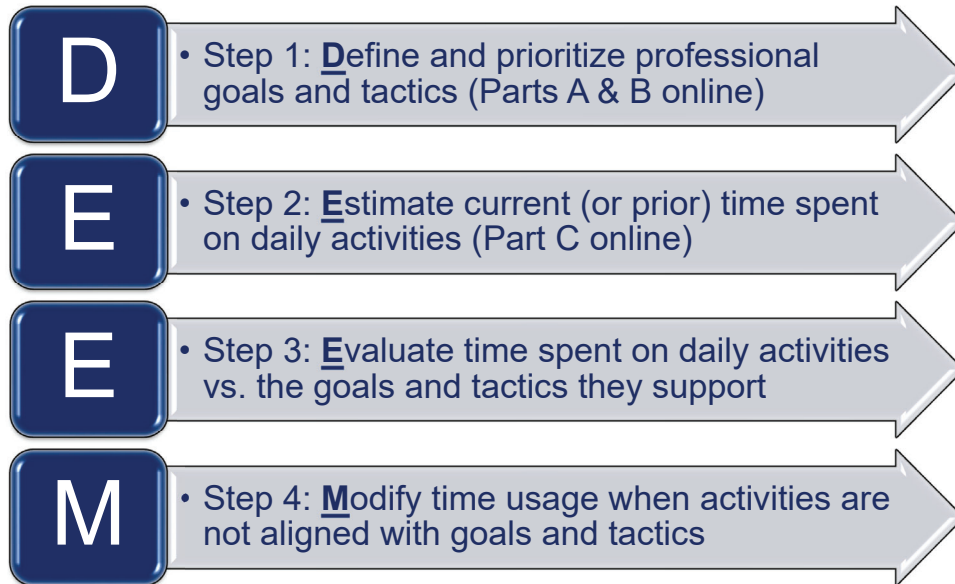 D
• Step 1: Define and prioritize professional
goals and tactics (Parts A & B online)
E
• Step 2: Estimate current (or prior) time spent
on daily activities (Part C online)
E
• Step 3: Evaluate time spent on daily activities
vs. the goals and tactics they support
M
• Step 4: Modify time usage when activities are
not aligned with goals and tactics